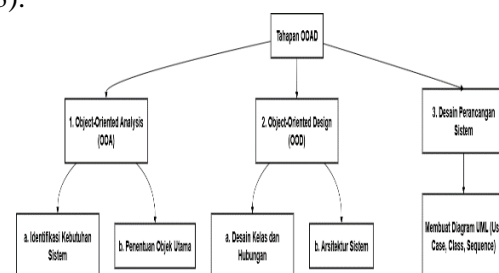 3).
Tahapan OOAD
1. Object-Oriented Analysis
(OOA)
2. Object-Oriented Design
(OOD)
3. Desain Perancangan
Sistem
a. Identifikasi Kebutuhan
Sistem
b. Penentuan Objek Utama
a. Desain Kelas dan
Hubungan
b. Arsitektur Sistem
Membuat Diagram UML (Us
Case, Class, Sequence)